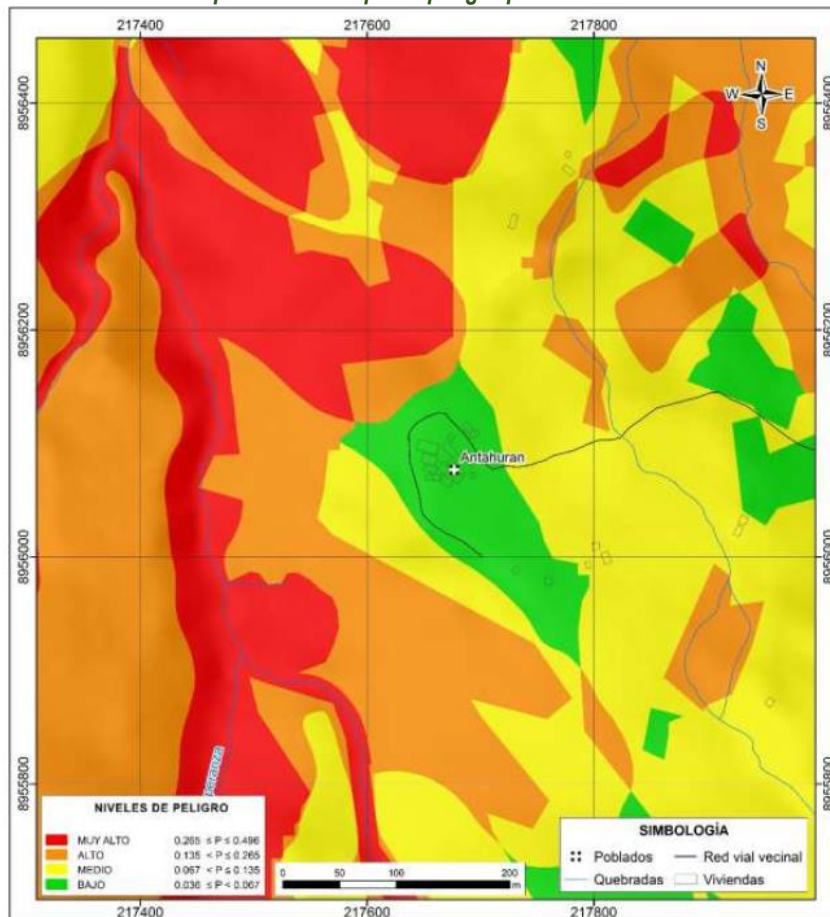 217400 217600 217800
8956400 8956400
N
W E
S
8956200 8956200
Antahuran
8956000 8956000
8955800 8955800
NIVELES DE PELIGRO
MUY ALTO 0.265 < P ≤ 0.496
ALTO 0.135 < P ≤ 0.265
MEDIO 0.067 < P ≤ 0.135
BAJO 0.036 ≤ P ≤ 0.067
0 50 100 200
m
SIMBOLOGÍA
Poblados Red vial vecinal
Quebradas Viviendas
217400 217600 217800